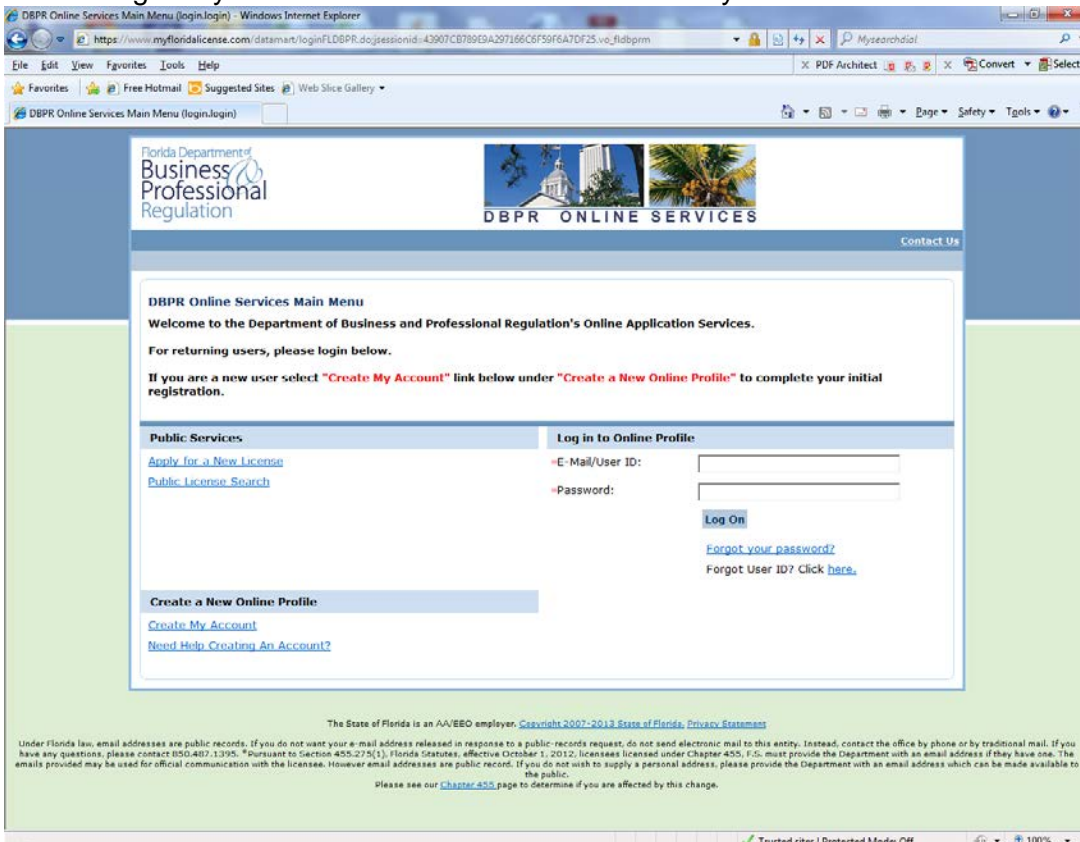 DBPR Online Services Main Menu (login.login) - Windows Internet Explorer
https://www.myfloridalicense.com/datamart/loginFLDBPR.do;jsessionid=43907CB789E9A297166C6F59F6A7DF25.vo_fldbprm
Mysearchdial
File Edit View Favorites Tools Help
PDF Architect
Convert
Select
Favorites Free Hotmail Suggested Sites Web Slice Gallery
DBPR Online Services Main Menu (login.login)
Page Safety Tools
Florida Department of
Business
Professional
Regulation
DBPR ONLINE SERVICES
Contact Us
DBPR Online Services Main Menu
Welcome to the Department of Business and Professional Regulation's Online Application Services.
For returning users, please login below.
If you are a new user select "Create My Account" link below under "Create a New Online Profile" to complete your initial
registration.
Public Services
Log in to Online Profile
Apply for a New License
E-Mail/User ID:
Public License Search
Password:
Log On
Forgot your password?
Forgot User ID? Click here.
Create a New Online Profile
Create My Account
Need Help Creating An Account?
The State of Florida is an AA/EEO employer. Copyright 2007-2013 State of Florida. Privacy Statement
Under Florida law, email addresses are public records. If you do not want your e-mail address released in response to a public-records request, do not send electronic mail to this entity. Instead, contact the office by phone or by traditional mail. If you
have any questions, please contact 850.487.1395. *Pursuant to Section 455.275(1), Florida Statutes, effective October 1, 2012, licensees licensed under Chapter 455, F.S. must provide the Department with an email address if they have one. The
emails provided may be used for official communication with the licensee. However email addresses are public record. If you do not wish to supply a personal address, please provide the Department with an email address which can be made available to
the public.
Please see our Chapter 455 page to determine if you are affected by this change.
Trusted sites | Protected Mode: Off
100%